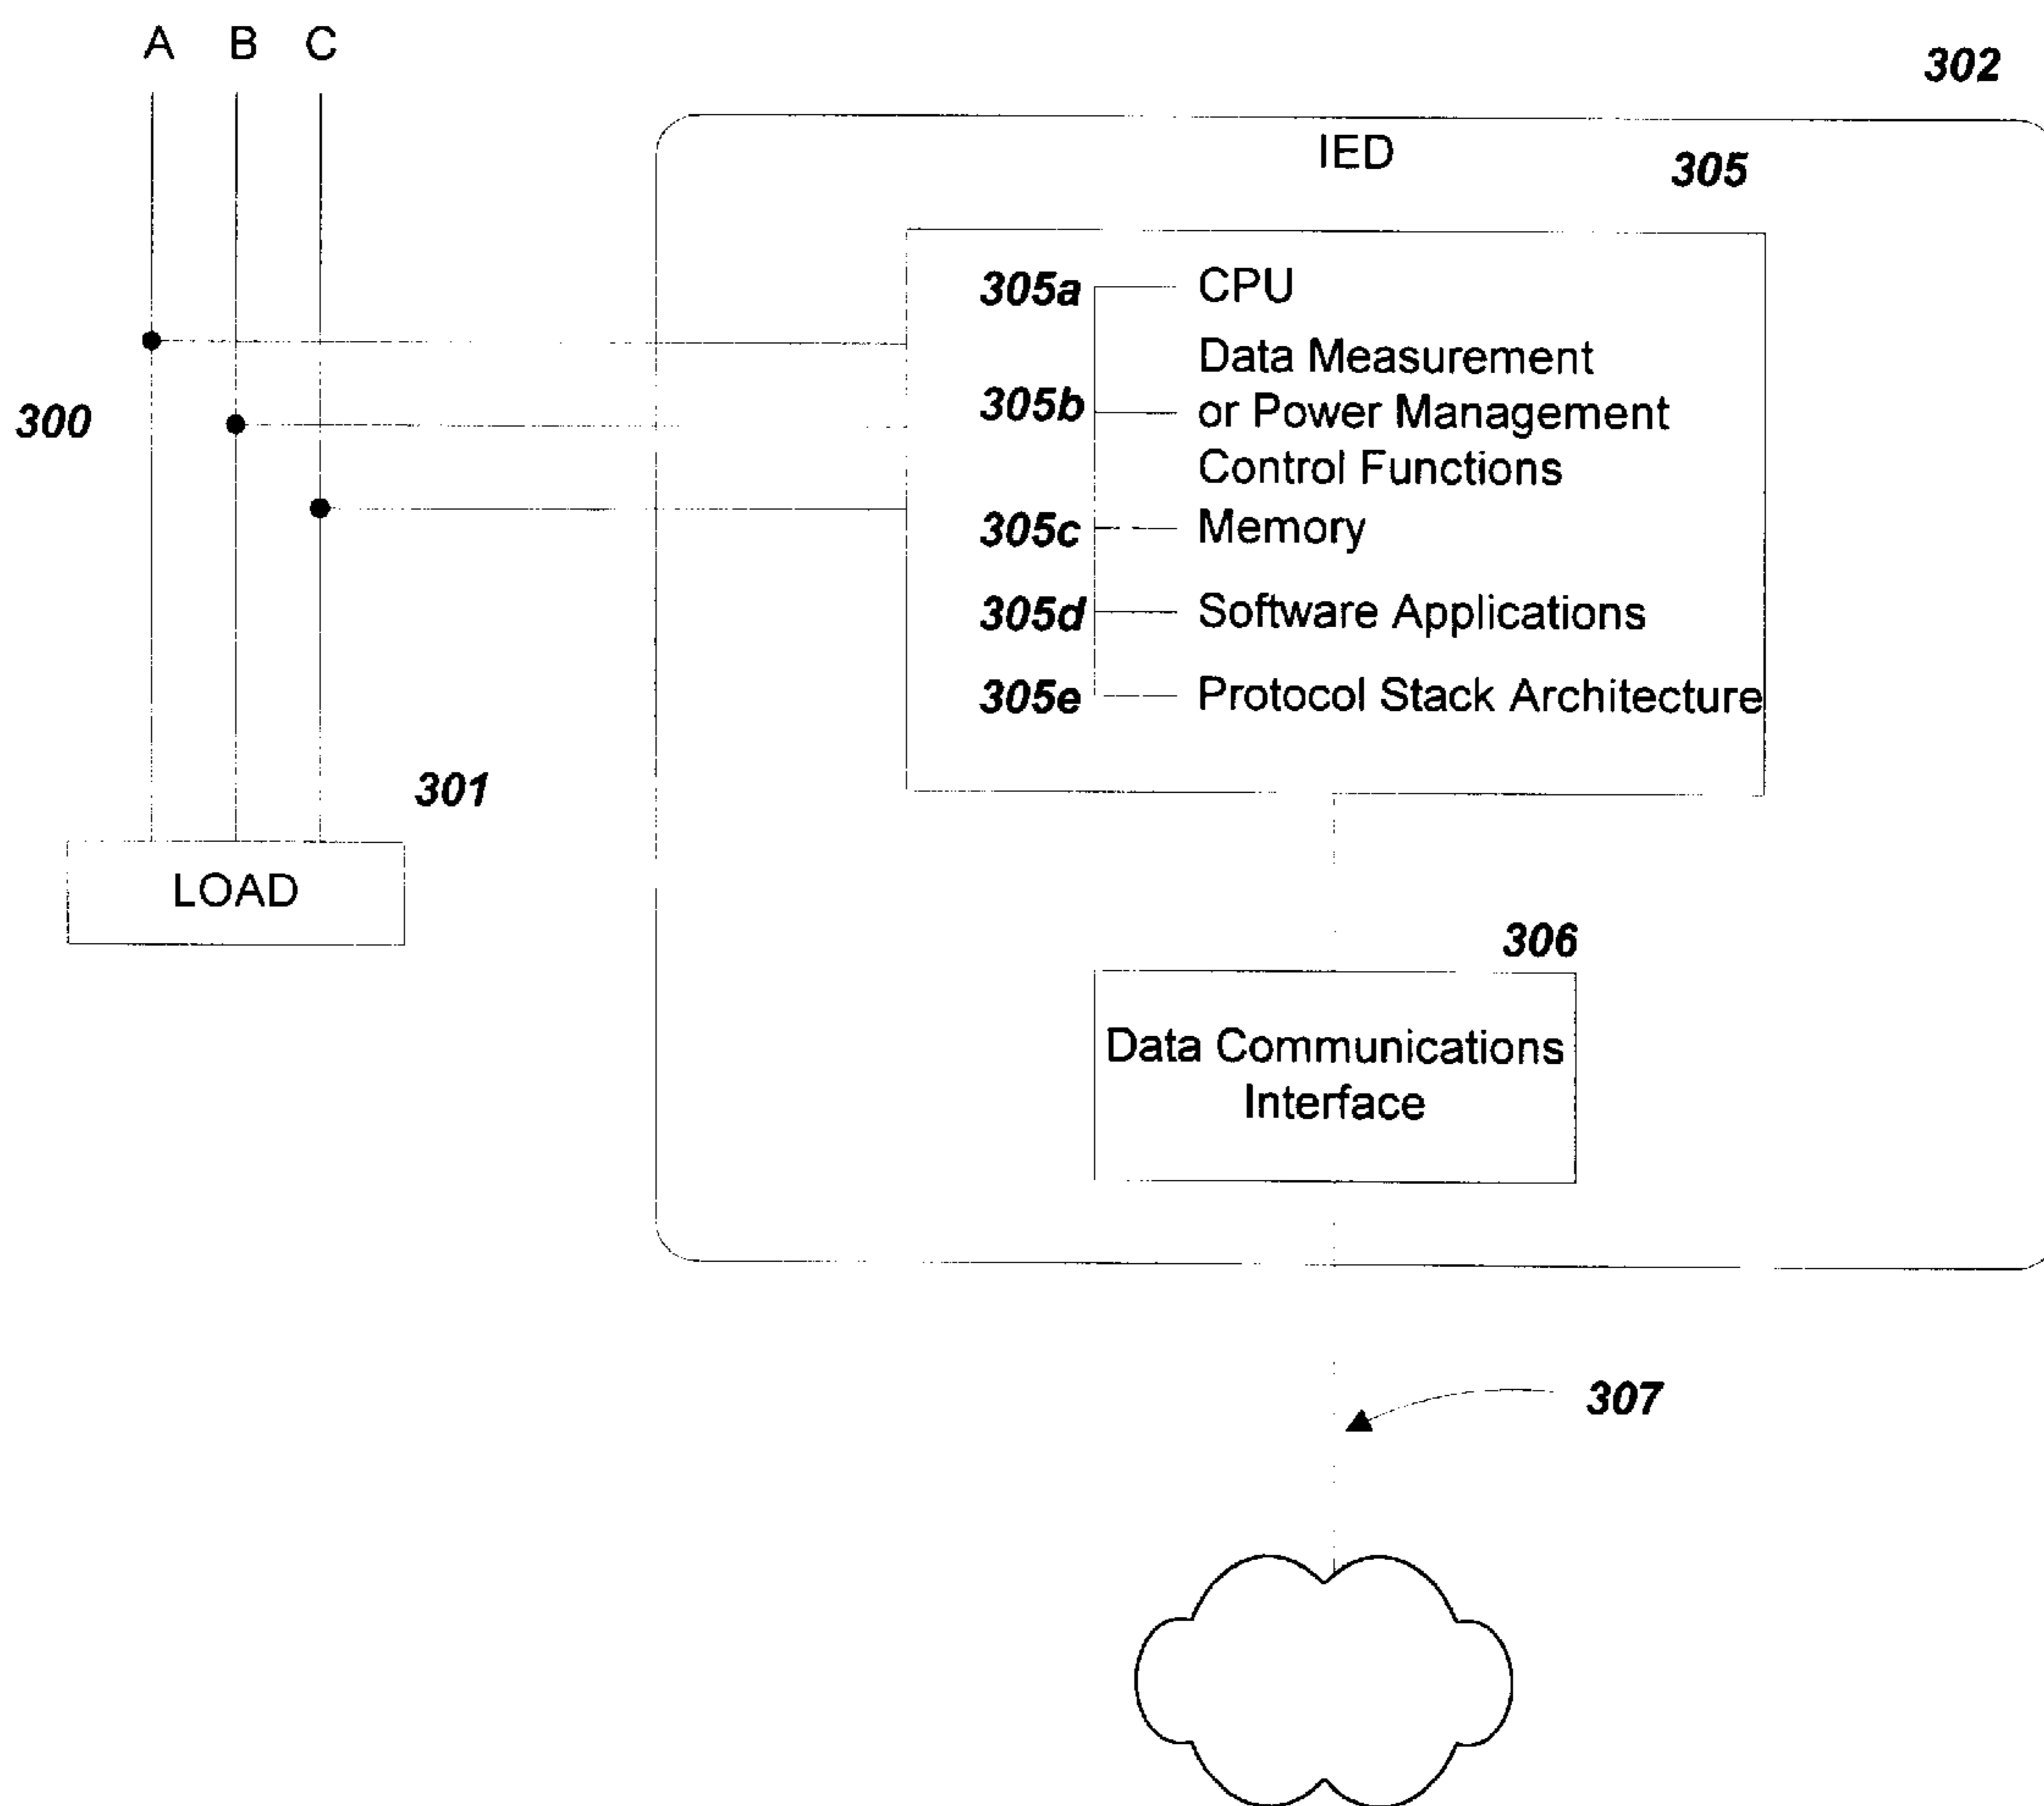 A B C
302
IED
305
305a CPU
Data Measurement
305b or Power Management
Control Functions
300
305c Memory
305d Software Applications
305e Protocol Stack Architecture
301
LOAD
306
Data Communications
Interface
307